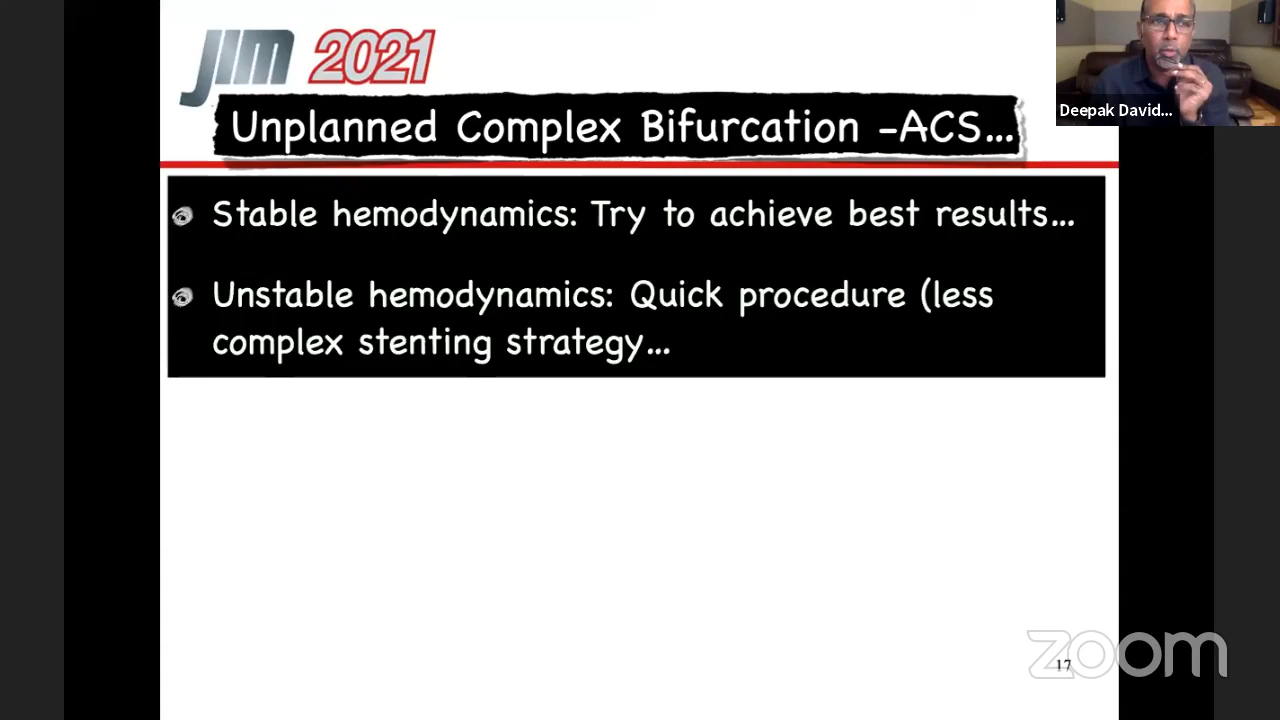 JIM 2021
Unplanned Complex Bifurcation -ACS...
Deepak David...
Stable hemodynamics: Try to achieve best results...
Unstable hemodynamics: Quick procedure (less
complex stenting strategy...
zoom
17